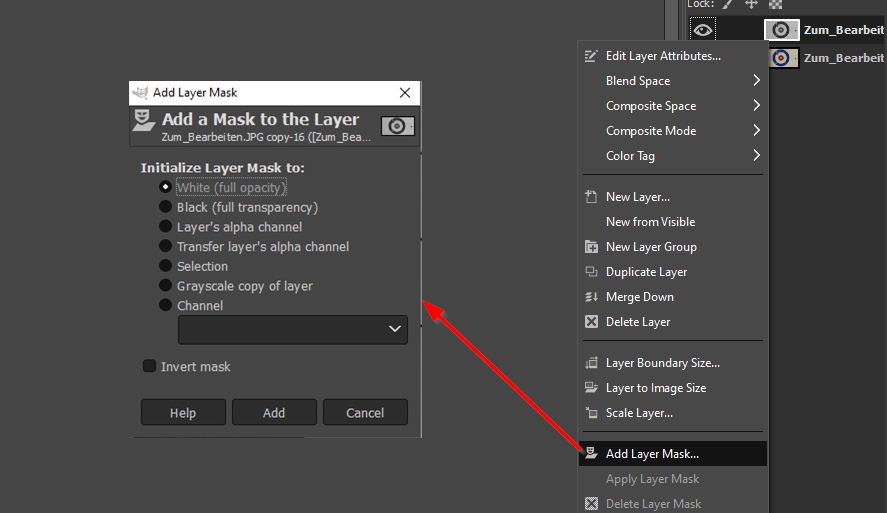 Lock:
Zum_Bearbeit
Zum_Bearbeit
Add Layer Mask
Add a Mask to the Layer
Zum_Bearbeiten.JPG copy-16 ([Zum_Bea...
Initialize Layer Mask to:
White (full opacity)
Black (full transparency)
Layer's alpha channel
Transfer layer's alpha channel
Selection
Grayscale copy of layer
Channel
Invert mask
Help
Add
Cancel
Edit Layer Attributes...
Blend Space
Composite Space
Composite Mode
Color Tag
New Layer...
New from Visible
New Layer Group
Duplicate Layer
Merge Down
Delete Layer
Layer Boundary Size...
Layer to Image Size
Scale Layer...
Add Layer Mask...
Apply Layer Mask
Delete Layer Mask